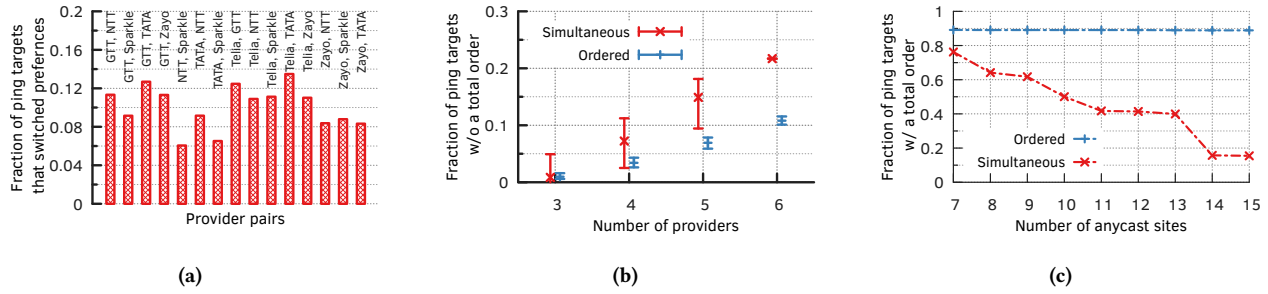 Fraction of ping targets
that switched prefernces
0.2
0.16
0.12
0.08
0.04
0
GTT, NTT
GTT, Sparkle
GTT, TATA
GTT, Zayo
NTT, Sparkle
TATA, NTT
TATA, Sparkle
Telia, GTT
Telia, NTT
Telia, Sparkle
Telia, TATA
Telia, Zayo
Zayo, NTT
Zayo, Sparkle
Zayo, TATA
Provider pairs
(a)
Fraction of ping targets
w/o a total order
0.3
0.2
0.1
0
Simultaneous
Ordered
3 4 5 6
Number of providers
(b)
Fraction of ping targets
w/ a total order
1
0.8
0.6
0.4
0.2
0
Ordered
Simultaneous
7 8 9 10 11 12 13 14 15
Number of anycast sites
(c)